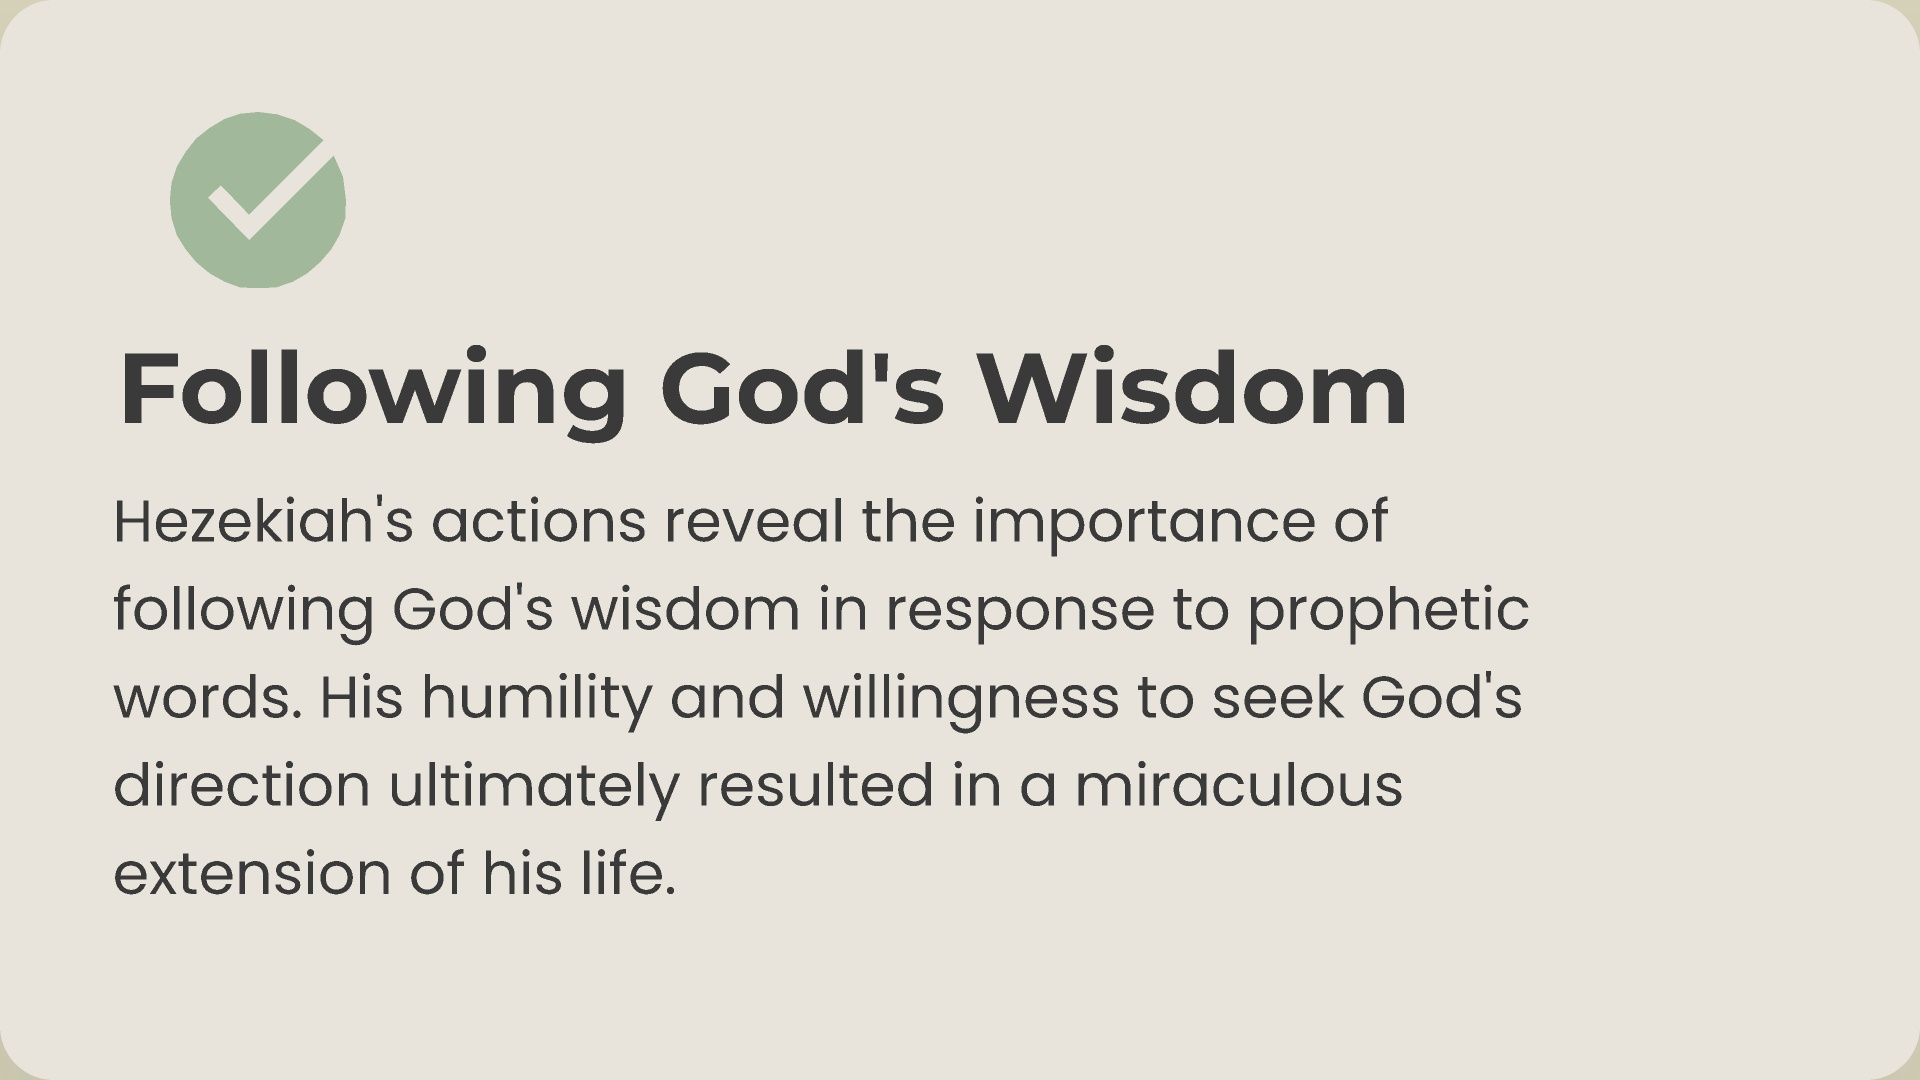 Following God's Wisdom
Hezekiah's actions reveal the importance of
following God's wisdom in response to prophetic
words. His humility and willingness to seek God's
direction ultimately resulted in a miraculous
extension of his life.